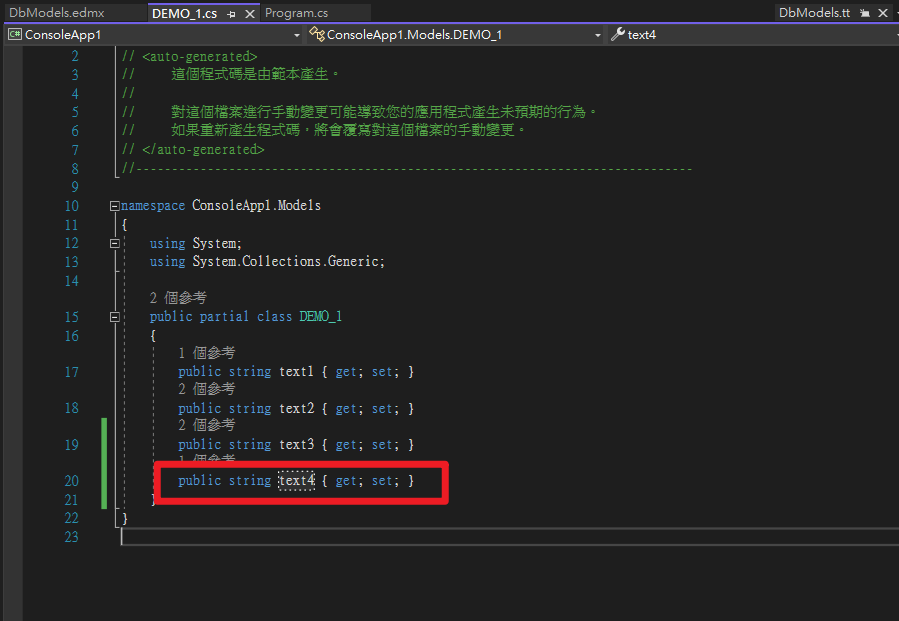 DbModels.edmx DEMO_1.cs Program.cs DbModels.tt
C# ConsoleApp1 ConsoleApp1.Models.DEMO_1 text4
2 // <auto-generated>
3 //     這個程式碼是由範本產生。
4 //
5 //     對這個檔案進行手動變更可能導致您的應用程式產生未預期的行為。
6 //     如果重新產生程式碼，將會覆寫對這個檔案的手動變更。
7 // </auto-generated>
8 //------------------------------------------------------------------------------
9
10 namespace ConsoleApp1.Models
11 {
12     using System;
13     using System.Collections.Generic;
14
2 個參考
15     public partial class DEMO_1
16     {
1 個參考
17         public string text1 { get; set; }
2 個參考
18         public string text2 { get; set; }
2 個參考
19         public string text3 { get; set; }
1 個參考
20         public string text4 { get; set; }
21     }
22 }
23